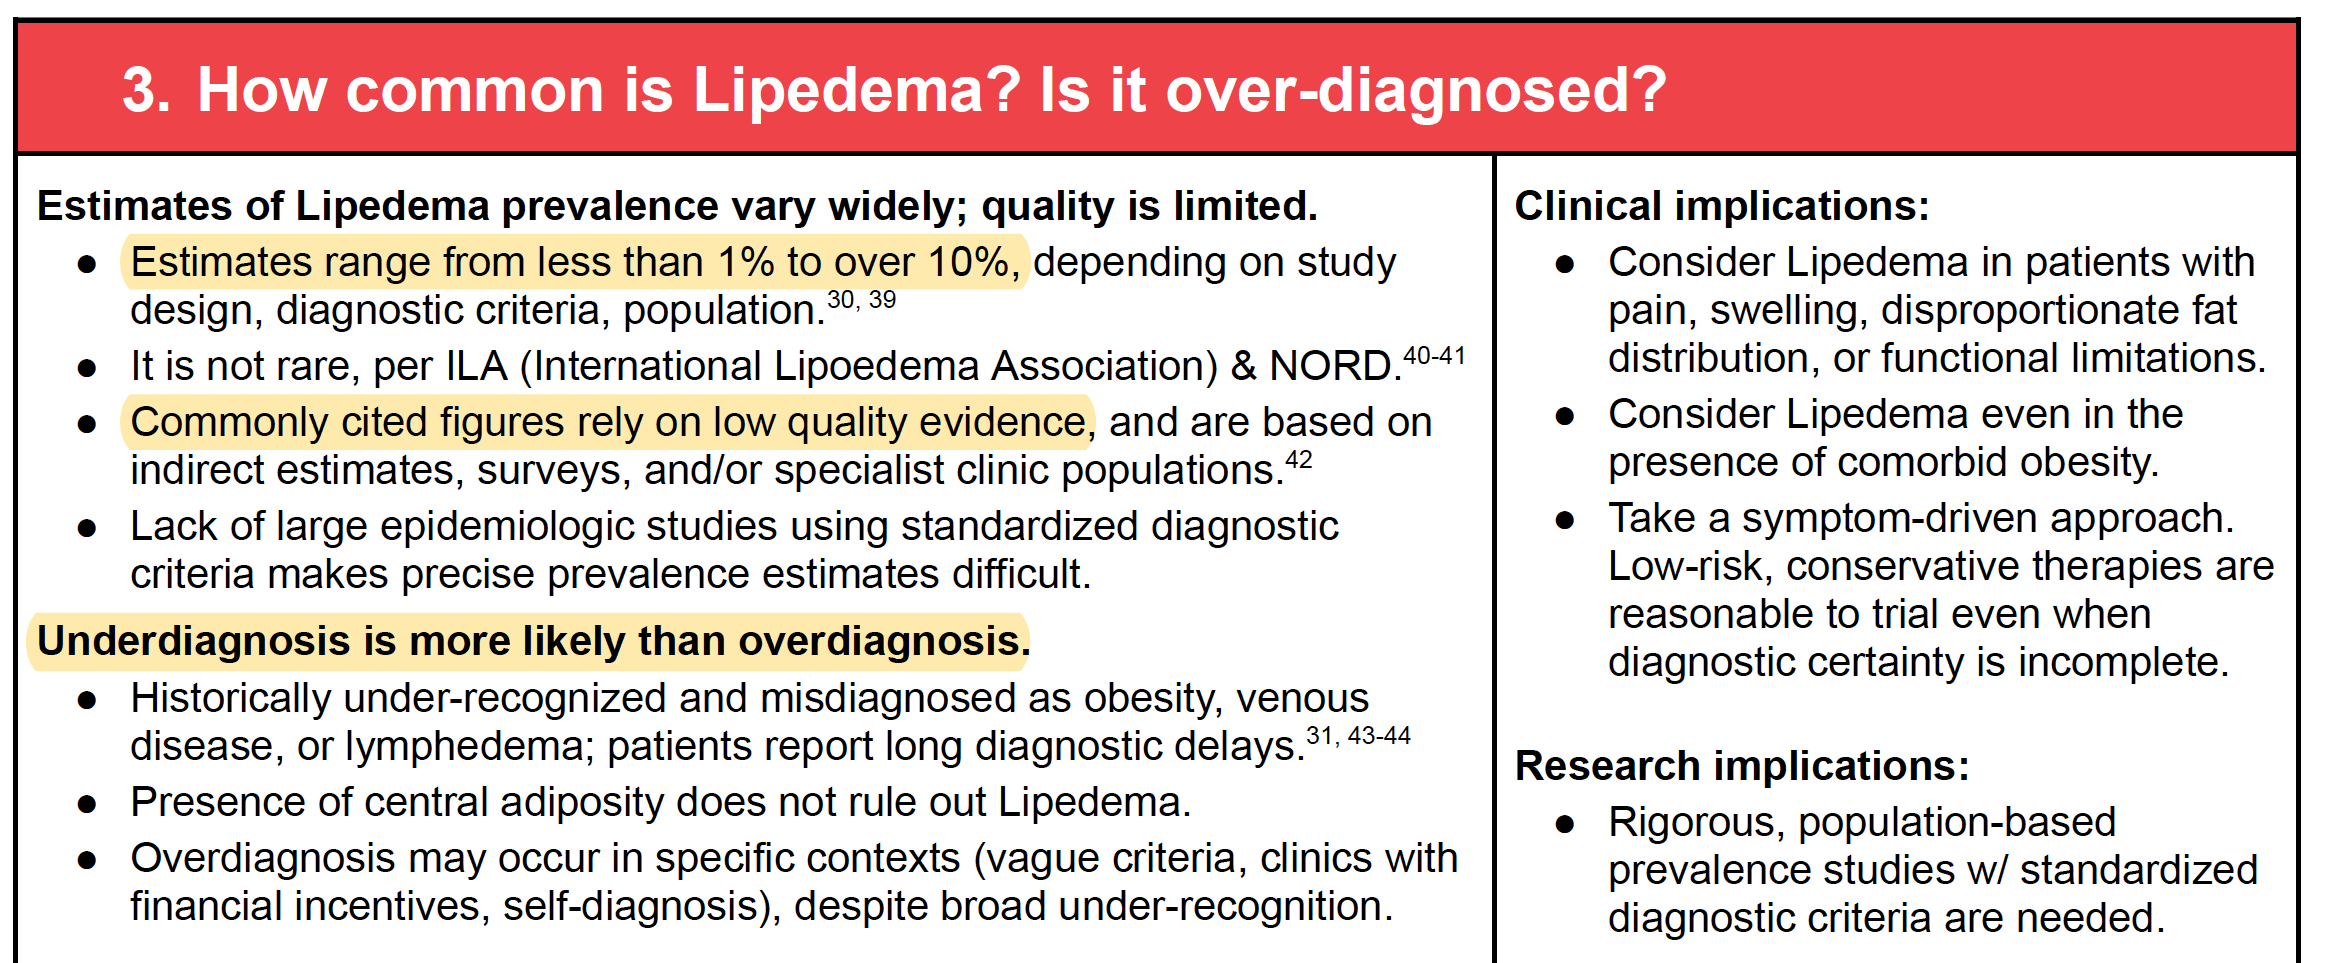 3. How common is Lipedema? Is it over-diagnosed?
Estimates of Lipedema prevalence vary widely; quality is limited.
● Estimates range from less than 1% to over 10%, depending on study
design, diagnostic criteria, population.30, 39
● It is not rare, per ILA (International Lipoedema Association) & NORD.40-41
● Commonly cited figures rely on low quality evidence, and are based on
indirect estimates, surveys, and/or specialist clinic populations.42
● Lack of large epidemiologic studies using standardized diagnostic
criteria makes precise prevalence estimates difficult.
Underdiagnosis is more likely than overdiagnosis.
● Historically under-recognized and misdiagnosed as obesity, venous
disease, or lymphedema; patients report long diagnostic delays.31, 43-44
● Presence of central adiposity does not rule out Lipedema.
● Overdiagnosis may occur in specific contexts (vague criteria, clinics with
financial incentives, self-diagnosis), despite broad under-recognition.
Clinical implications:
● Consider Lipedema in patients with
pain, swelling, disproportionate fat
distribution, or functional limitations.
● Consider Lipedema even in the
presence of comorbid obesity.
● Take a symptom-driven approach.
Low-risk, conservative therapies are
reasonable to trial even when
diagnostic certainty is incomplete.
Research implications:
● Rigorous, population-based
prevalence studies w/ standardized
diagnostic criteria are needed.